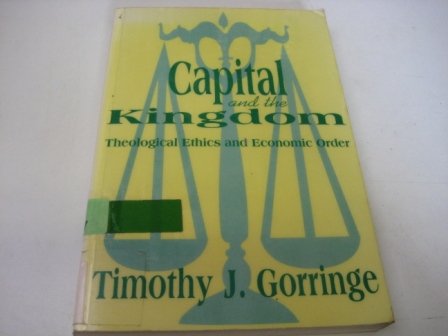 Capital
and the
Kingdom
Theological Ethics and Economic Order
Timothy J. Gorringe